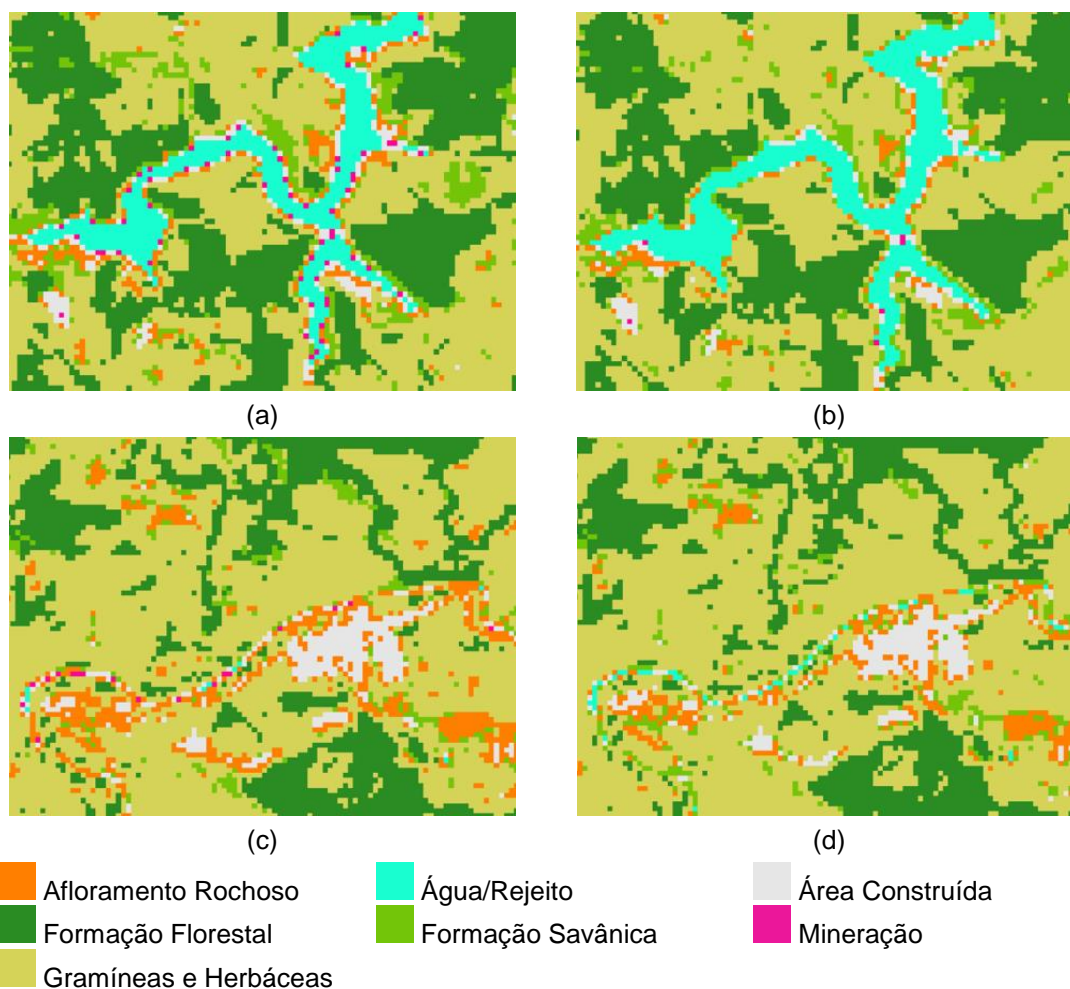 (a)
(b)
(c)
(d)
Afloramento Rochoso
Água/Rejeito
Área Construída
Formação Florestal
Formação Savânica
Mineração
Gramíneas e Herbáceas